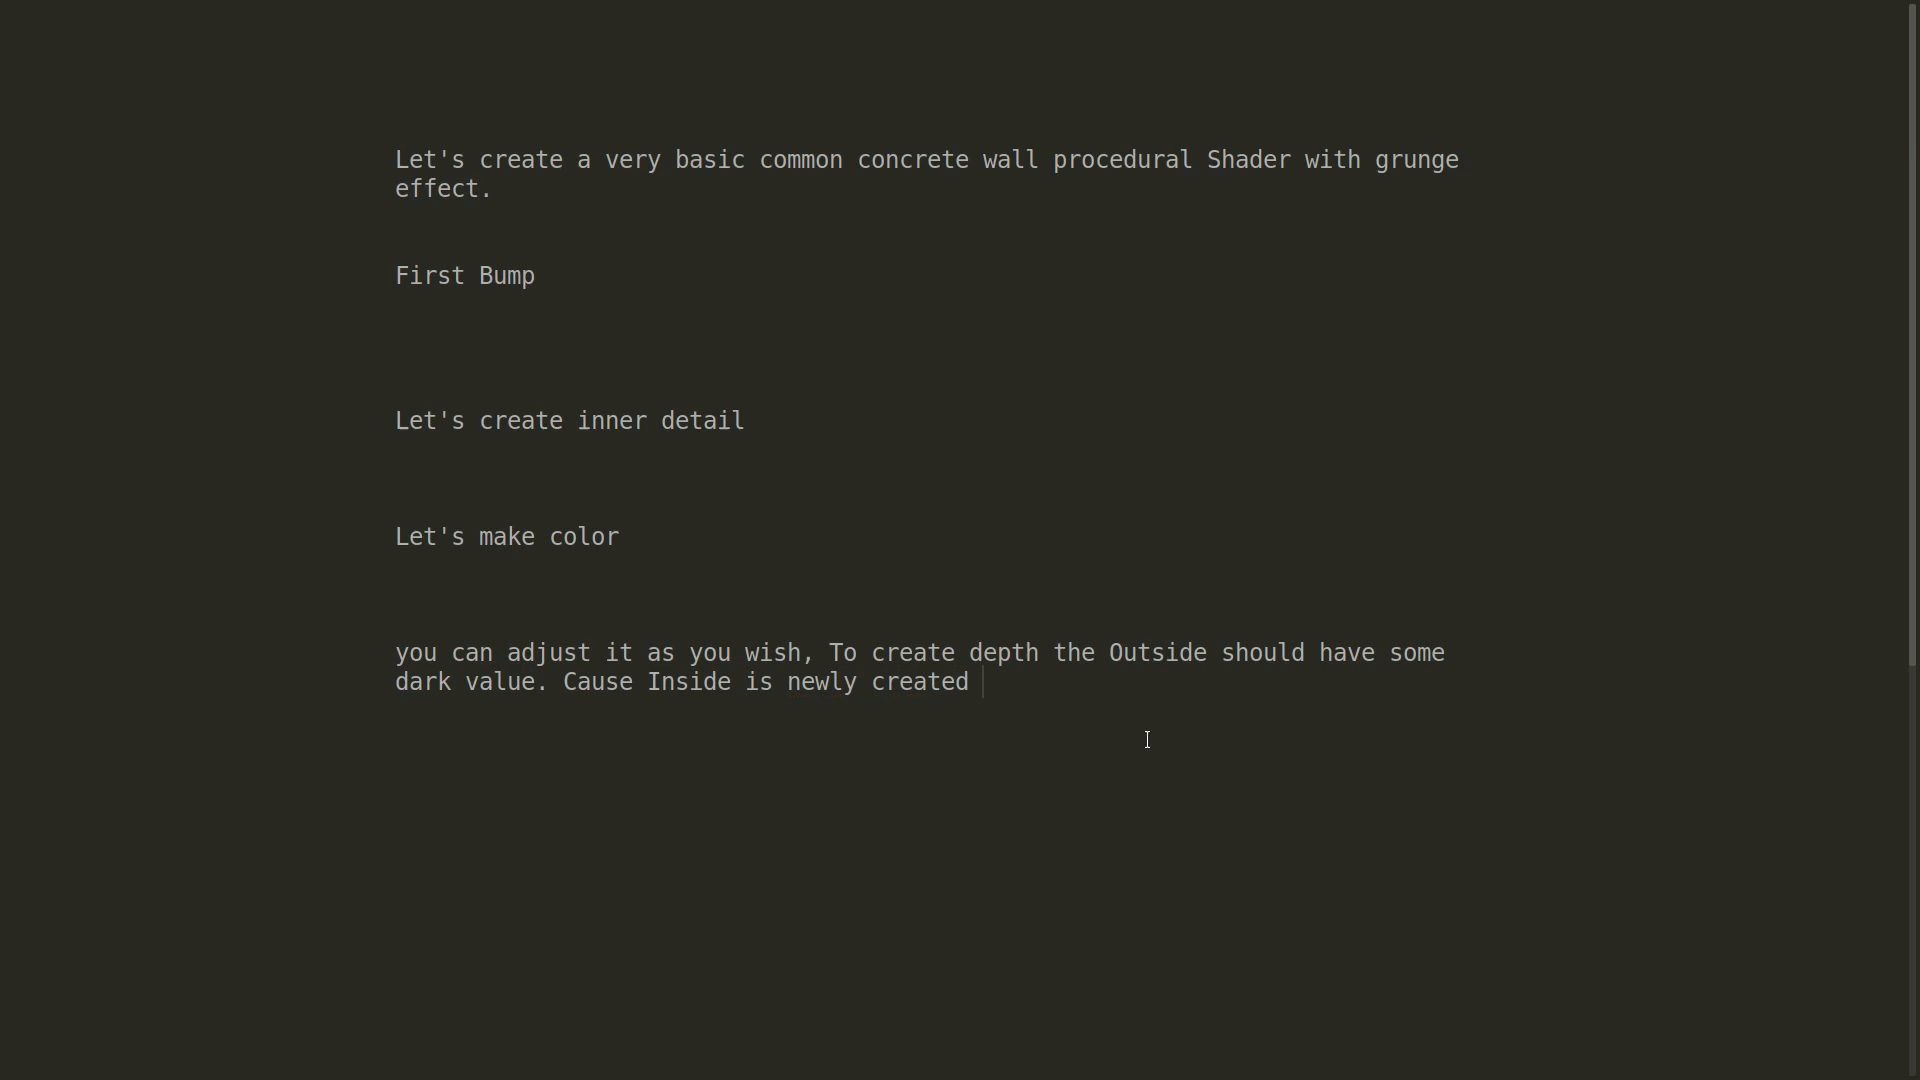 Let's create a very basic common concrete wall procedural Shader with grunge
effect.
First Bump
Let's create inner detail
Let's make color
you can adjust it as you wish, To create depth the Outside should have some
dark value. Cause Inside is newly created